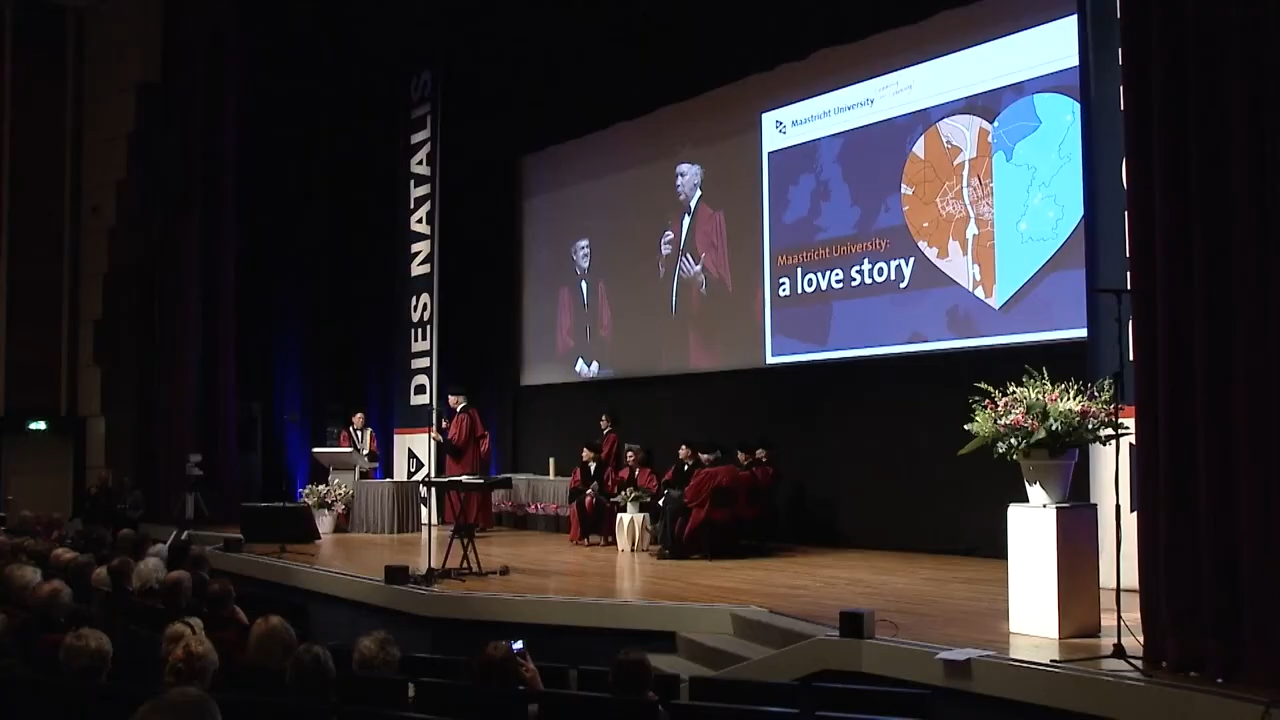 DIES NATALIS
Maastricht University
Maastricht University:
a love story
U